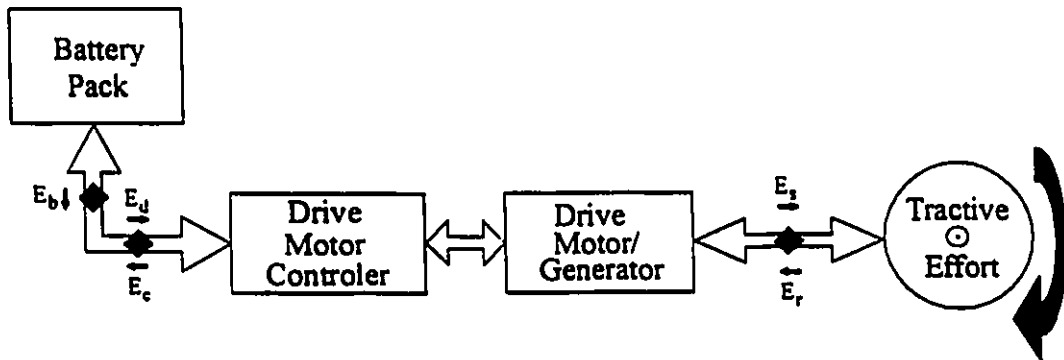 Battery
Pack
E_b
E_d
E_c
Drive
Motor
Controler
Drive
Motor/
Generator
E_s
E_r
Tractive
Effort